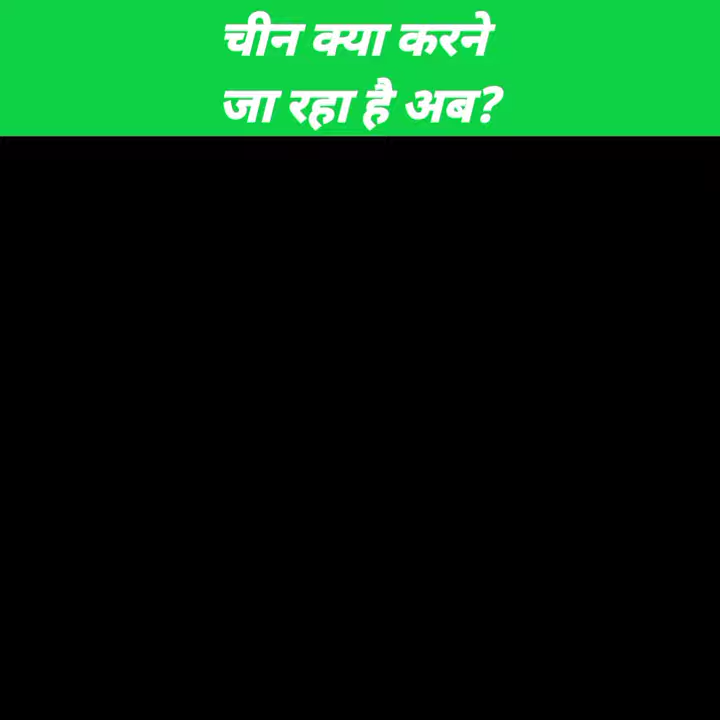 चीन क्या करने
जा रहा है अब?